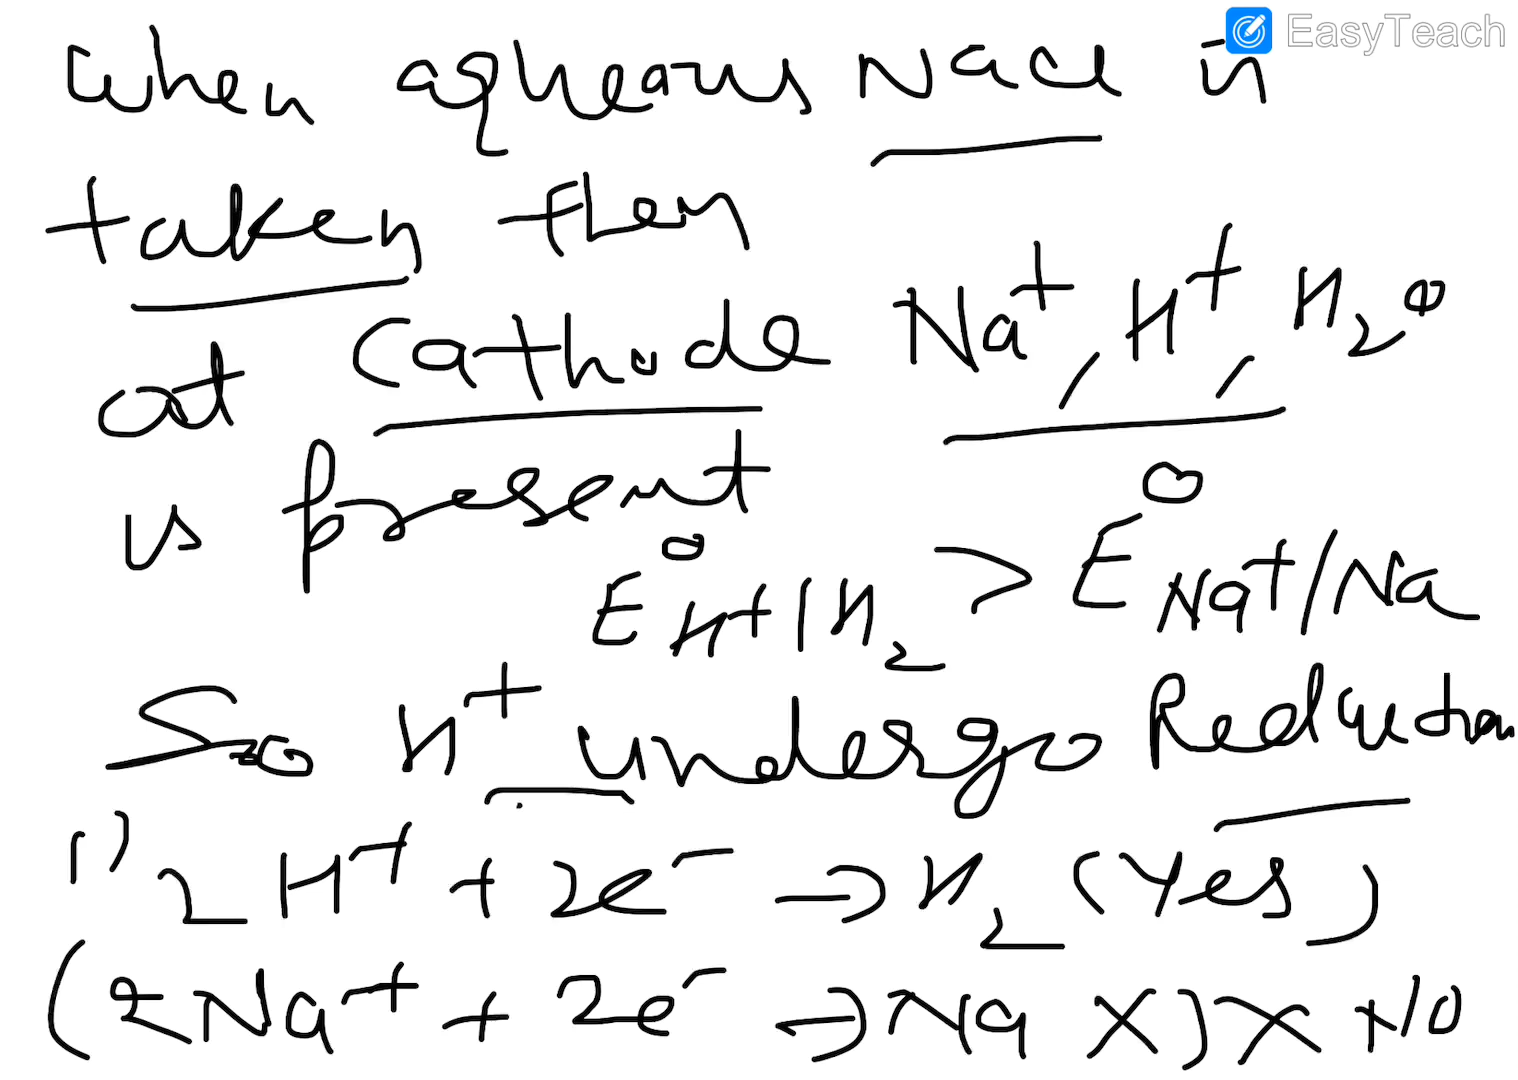 EasyTeach
When aqueous NaCl is
taken then
at Cathode Na⁺, H⁺, H₂O
is present
E°H⁺/H₂ > E°Na⁺/Na
So H⁺ undergo Reduction
1) 2H⁺ + 2e⁻ → H₂ (Yes)
(2Na⁺ + 2e⁻ → Na X) X NO